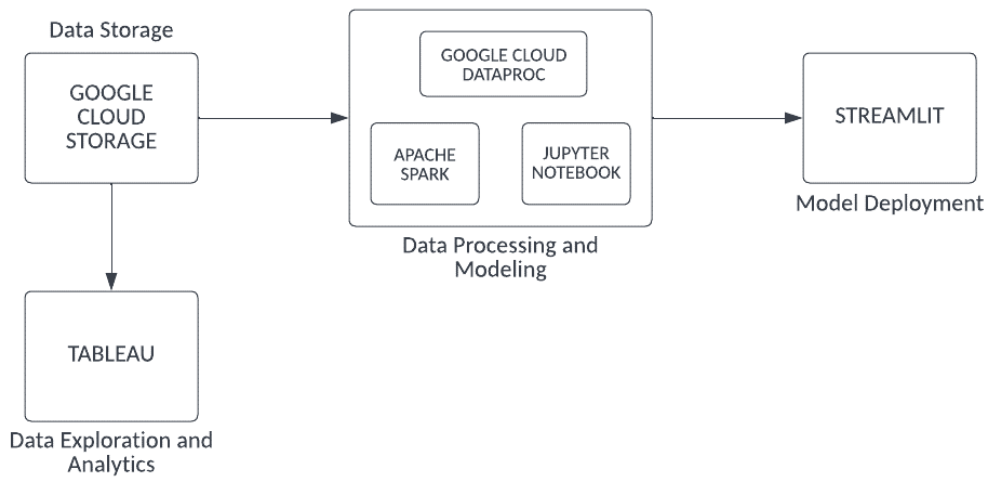 Data Storage
GOOGLE
CLOUD
STORAGE
GOOGLE CLOUD
DATAPROC
APACHE
SPARK
JUPYTER
NOTEBOOK
Data Processing and
Modeling
STREAMLIT
Model Deployment
TABLEAU
Data Exploration and
Analytics